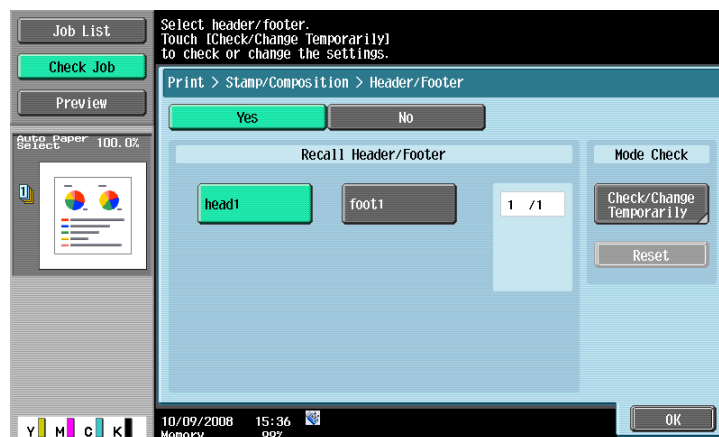 Job List
Check Job
Preview
Auto Paper
Select 100.0%
1
Select header/footer.
Touch [Check/Change Temporarily]
to check or change the settings.
Print > Stamp/Composition > Header/Footer
Yes
No
Recall Header/Footer
head1
foot1
1 /1
Mode Check
Check/Change
Temporarily
Reset
Y M C K
10/09/2008 15:36
Memory 99%
OK